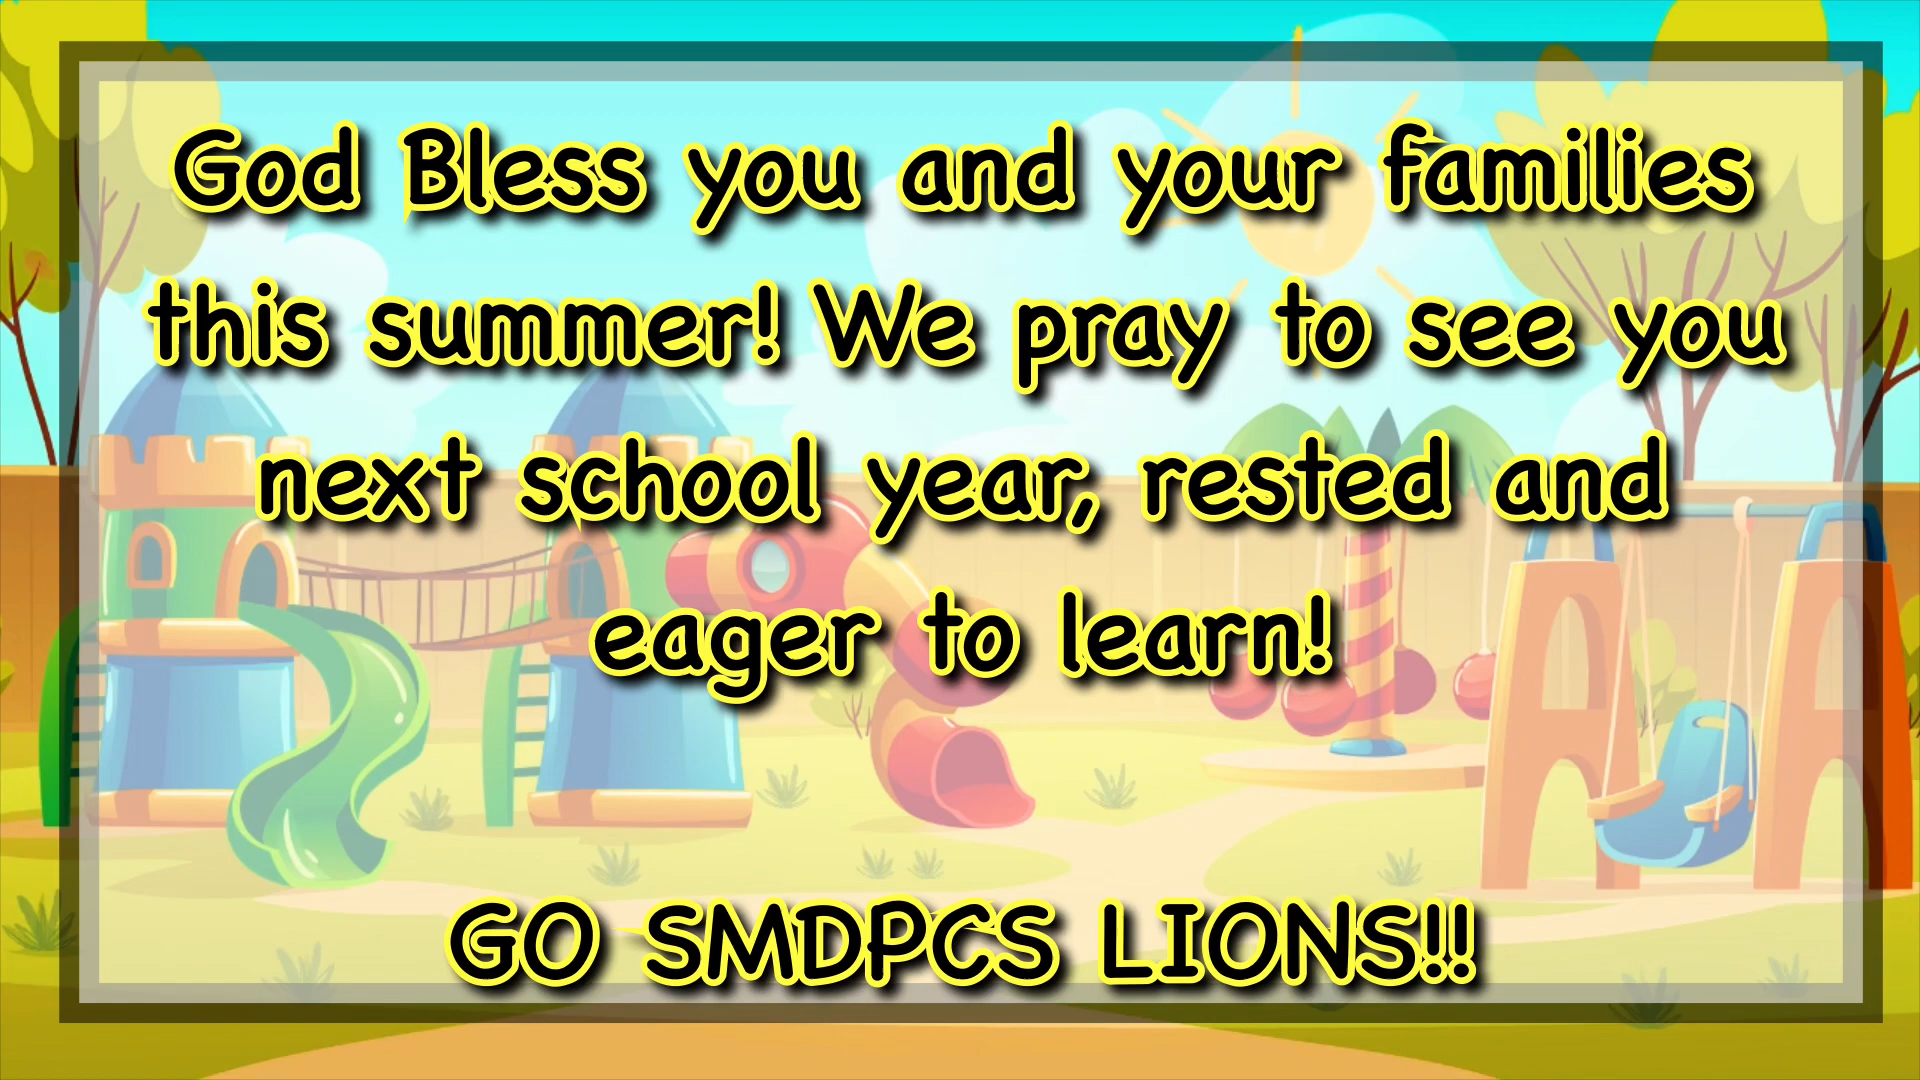 God Bless you and your families
this summer! We pray to see you
next school year, rested and
eager to learn!
GO SMDPCS LIONS!!